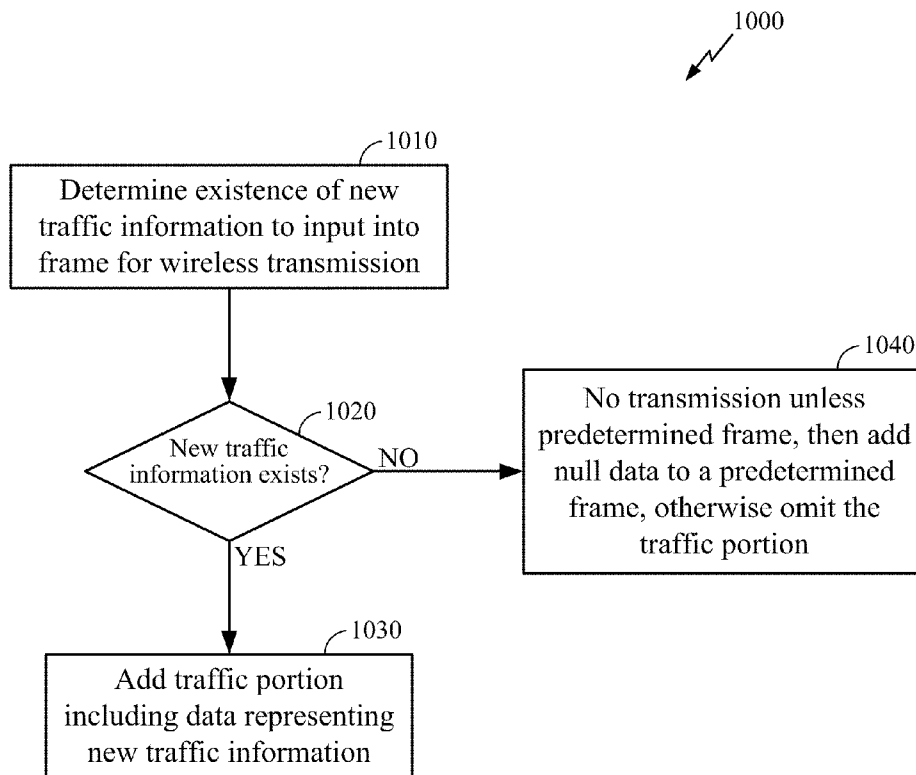 1000
1010
Determine existence of new
traffic information to input into
frame for wireless transmission
1020
New traffic
information exists?
NO
YES
1040
No transmission unless
predetermined frame, then add
null data to a predetermined
frame, otherwise omit the
traffic portion
1030
Add traffic portion
including data representing
new traffic information